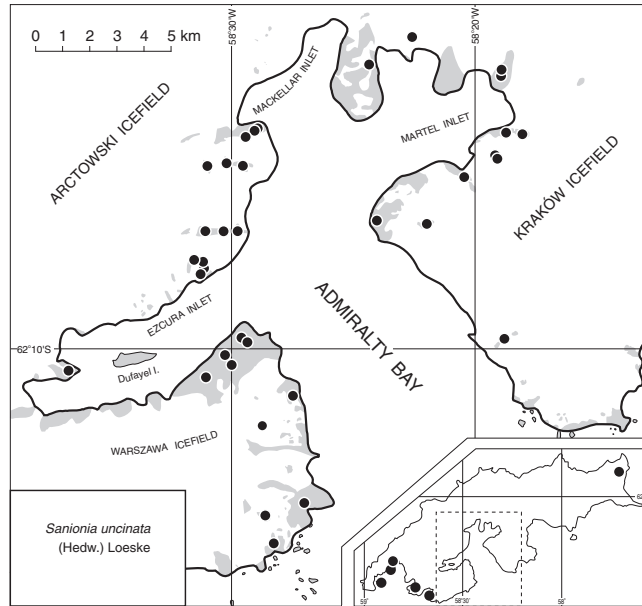 0 1 2 3 4 5 km
58°30'W
58°20'
MACKELLAR INLET
MARTEL INLET
ARCTOWSKI ICEFIELD
KRAKÓW ICEFIELD
EZCURA INLET
ADMIRALTY BAY
62°10'S
Dufayel I.
WARSZAWA ICEFIELD
Sanionia uncinata
(Hedw.) Loeske
62°
59°
58°30'
58°